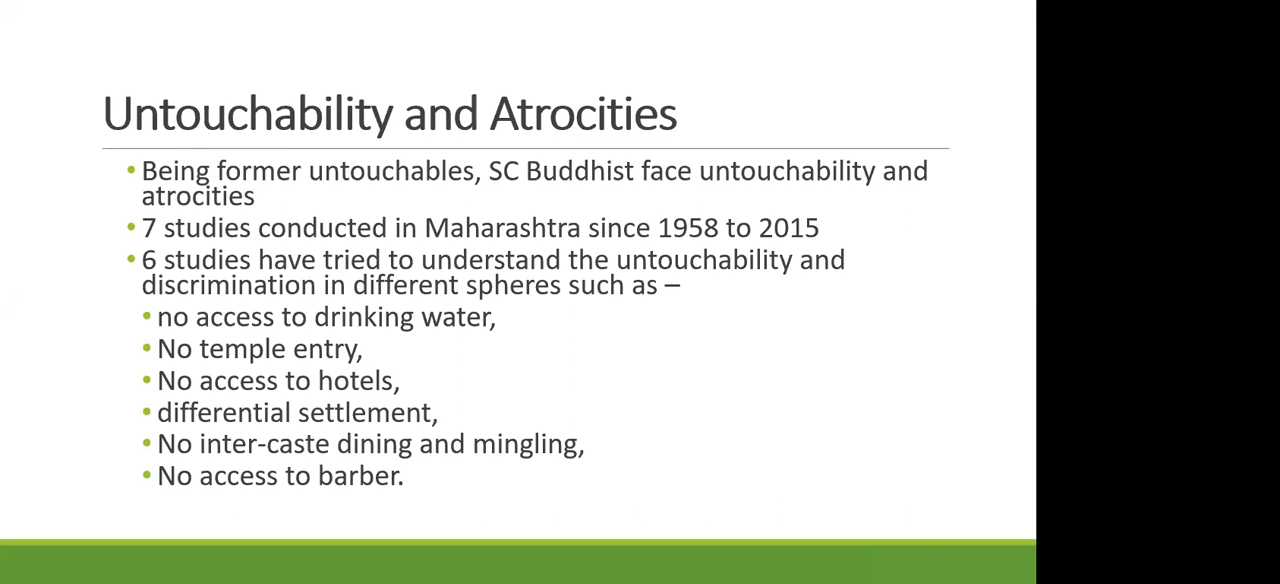 Untouchability and Atrocities
• Being former untouchables, SC Buddhist face untouchability and
atrocities
• 7 studies conducted in Maharashtra since 1958 to 2015
• 6 studies have tried to understand the untouchability and
discrimination in different spheres such as –
• no access to drinking water,
• No temple entry,
• No access to hotels,
• differential settlement,
• No inter-caste dining and mingling,
• No access to barber.